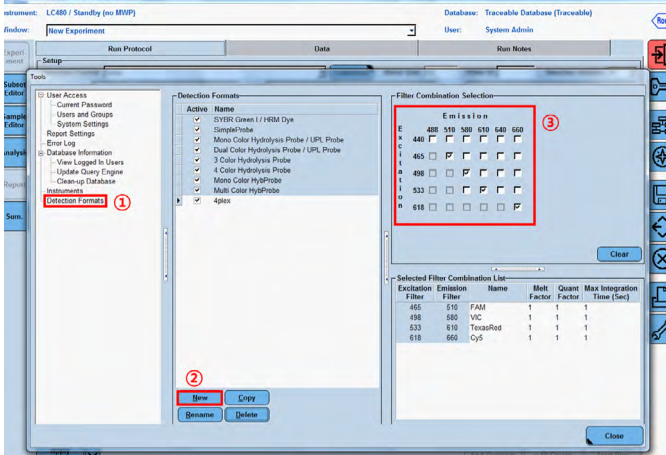 Instrument: LC480 / Standby (no MWP)
Database: Traceable Database (Traceable)
Window: New Experiment
User: System Admin
Experi-
ment
Run Protocol
Data
Run Notes
Setup
Tools
Subset
Editor
Sample
Editor
Analysis
Report
Sum.
User Access
Current Password
Users and Groups
System Settings
Report Settings
Error Log
Database Information
View Logged In Users
Update Query Engine
Clean-up Database
Instruments
Detection Formats
①
Detection Formats
Active Name
SYBR Green I / HRM Dye
SimpleProbe
Mono Color Hydrolysis Probe / UPL Probe
Dual Color Hydrolysis Probe / UPL Probe
3 Color Hydrolysis Probe
4 Color Hydrolysis Probe
Mono Color HybProbe
Multi Color HybProbe
4plex
②
New
Copy
Rename
Delete
Filter Combination Selection
Emission
Excitation
488 510 580 610 640 660
440
465
498
533
618
③
Clear
Selected Filter Combination List
Excitation Filter Emission Filter Name Melt Factor Quant Factor Max Integration Time (Sec)
465 510 FAM 1 1 1
498 580 VIC 1 1 1
533 610 TexasRed 1 1 1
618 660 Cy5 1 1 1
Close